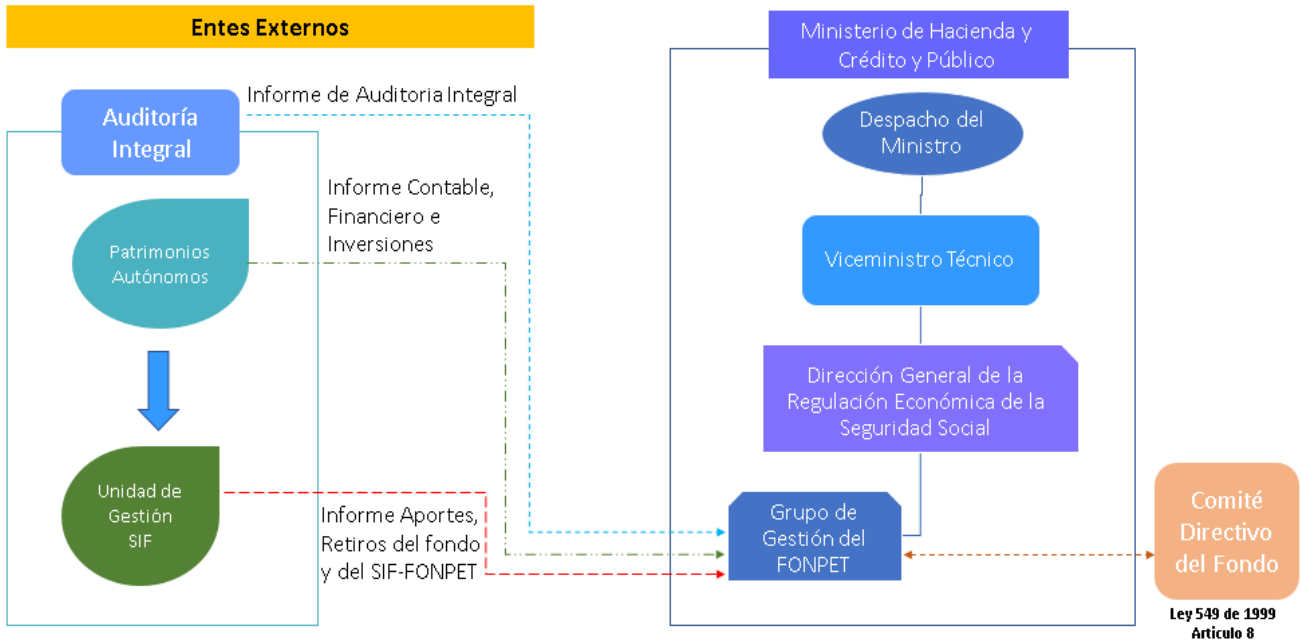 Entes Externos
Auditoría
Integral
Informe de Auditoria Integral
Informe Contable,
Financiero e
Inversiones
Patrimonios
Autónomos
Unidad de
Gestión
SIF
Informe Aportes,
Retiros del fondo
y del SIF-FONPET
Ministerio de Hacienda y
Crédito y Público
Despacho del
Ministro
Viceministro Técnico
Dirección General de la
Regulación Económica de la
Seguridad Social
Grupo de
Gestión del
FONPET
Comité
Directivo
del Fondo
Ley 549 de 1999
Articulo 8